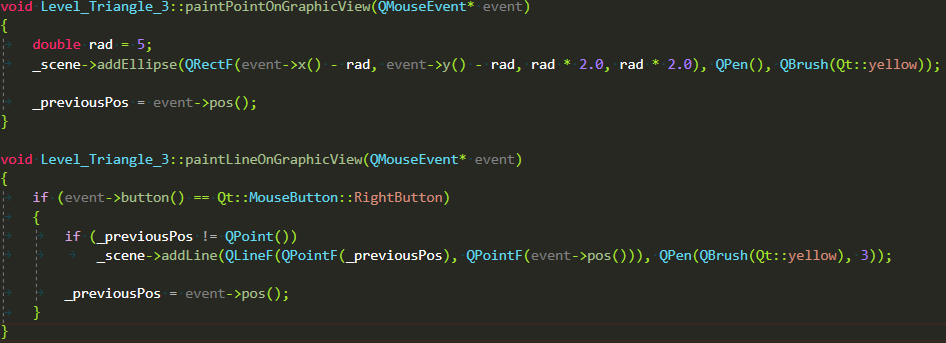 void Level_Triangle_3::paintPointOnGraphicView(QMouseEvent* event)
{
    double rad = 5;
    _scene->addEllipse(QRectF(event->x() - rad, event->y() - rad, rad * 2.0, rad * 2.0), QPen(), QBrush(Qt::yellow));

    _previousPos = event->pos();
}

void Level_Triangle_3::paintLineOnGraphicView(QMouseEvent* event)
{
    if (event->button() == Qt::MouseButton::RightButton)
    {
        if (_previousPos != QPoint())
            _scene->addLine(QLineF(QPointF(_previousPos), QPointF(event->pos())), QPen(QBrush(Qt::yellow), 3));

        _previousPos = event->pos();
    }
}